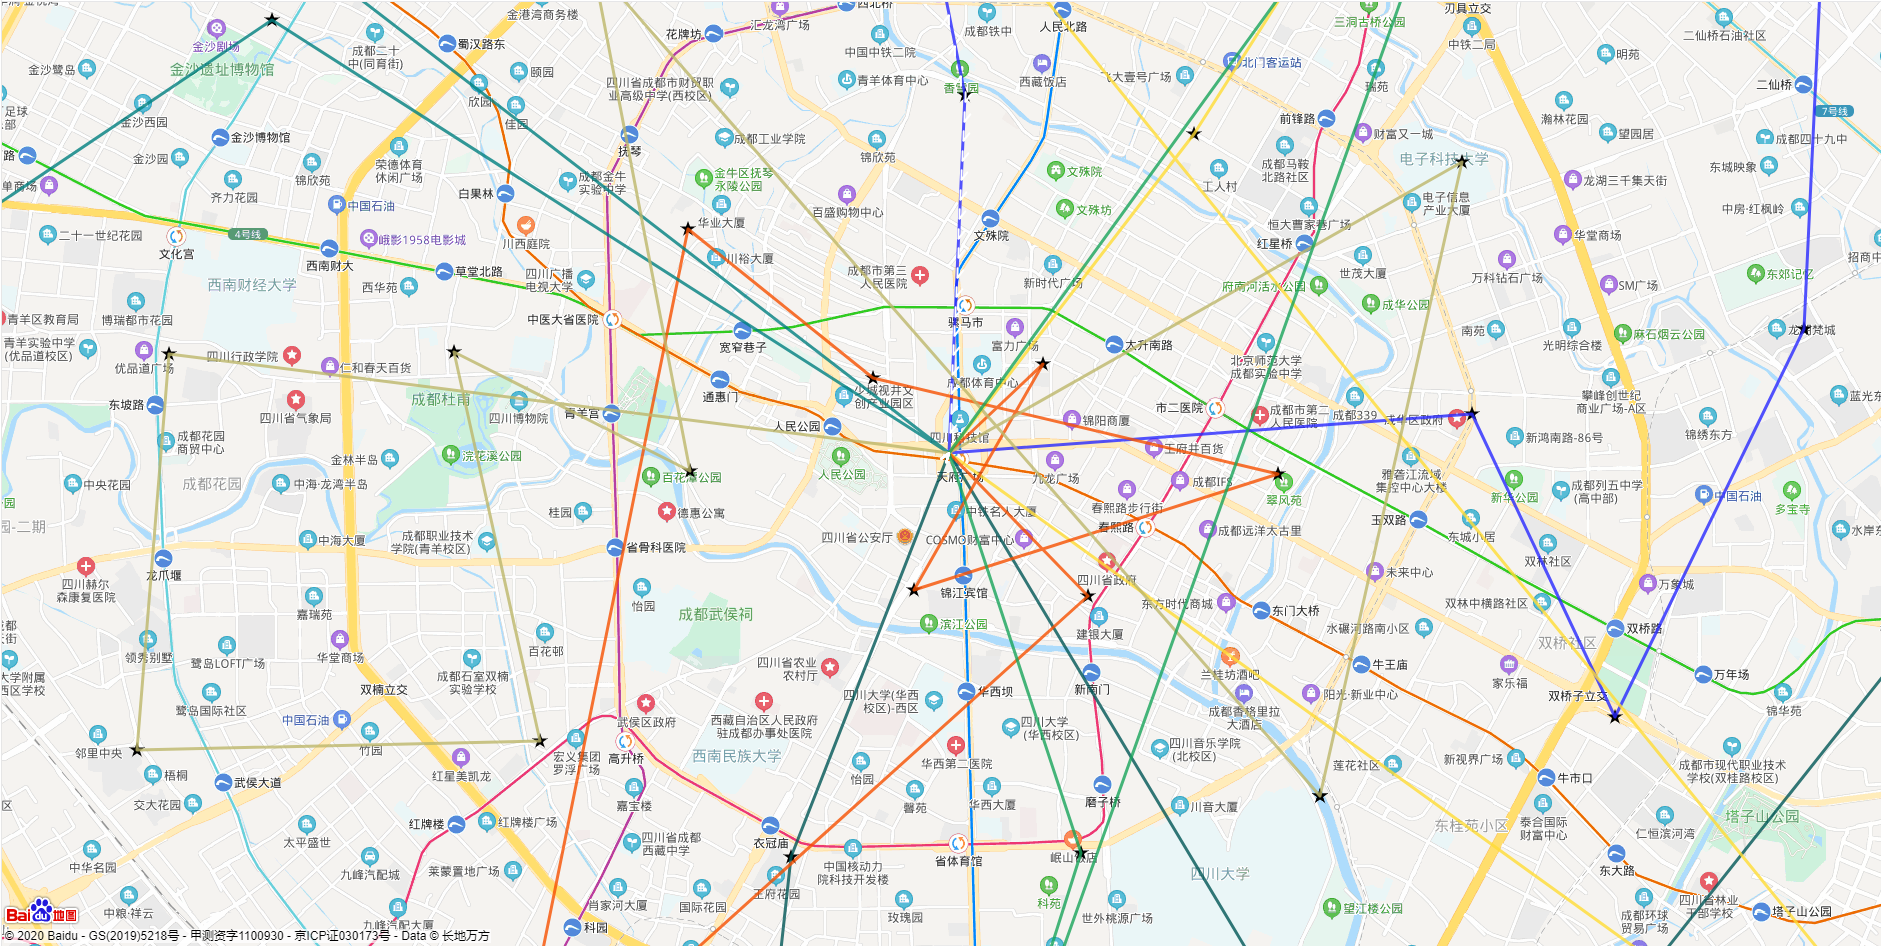 金港湾商务楼
汇龙湾广场
西北桥
人民北路
三洞古桥公园
刃具立交
金沙剧场
成都二十
中(同育街)
蜀汉路东
花牌坊
成都铁中
中国中铁二院
中铁二局
二仙桥石油社区
金沙鹭岛
金沙遗址博物馆
颐园
欣园
四川省成都市财贸职
业高级中学(西校区)
青羊体育中心
西藏饭店
北门客运站
瑞苑
明苑
二仙桥
7号线
金沙西园
佳园
金沙博物馆
抚琴
成都工业学院
锦欣苑
前锋路
财富又一城
瀚林花园
望园居
成都四十九中
金沙园
荣德体育
休闲广场
锦欣苑
成都金牛
实验中学
金牛区抚琴
永陵公园
文殊院
成都马鞍
北路社区
电子科技大学
东城映象
龙湖三千集天街
齐力花园
白果林
百盛购物中心
文殊坊
工人村
电子信息
产业大厦
中房·红枫岭
中国石油
华业大厦
恒大曹家巷广场
二十一世纪花园
4号线
峨影1958电影城
川西庭院
文殊院
红星桥
华堂商场
文化宫
西南财大
草堂北路
四川广播
电视大学
川裕大厦
成都市第三
人民医院
新时代广场
世茂大厦
万科钻石广场
东郊记忆
西南财经大学
西华苑
府南河活水公园
成华公园
SM广场
青羊区教育局
博瑞都市花园
中医大省医院
骡马市
南苑
麻石烟云公园
青羊实验中学
(优品道校区)
优品道广场
四川行政学院
仁和春天百货
宽窄巷子
富力广场
太升南路
北京师范大学
成都实验中学
光明综合楼
成都体育中心
东坡路
四川省气象局
成都杜甫
四川博物院
青羊宫
通惠门
少城视井文
创产业园区
市二医院
成都市第二
人民医院
成都339
成华区政府
攀峰创世纪
商业广场-A区
人民公园
锦阳商厦
成都花园
商贸中心
四川科技馆
王府井百货
新鸿南路-86号
锦绣东方
金林半岛
浣花溪公园
百花潭公园
人民公园
天府广场
九龙广场
成都IFS
翠风苑
雅砻江流域
集控中心大楼
中央花园
成都花园
中海·龙湾半岛
新华公园
成都列五中学
(高中部)
中国石油
多宝寺
桂园
德惠公寓
中铁名人大厦
春熙路步行街
春熙路
玉双路
中海大厦
成都职业技术
学院(青羊校区)
省骨科医院
四川省公安厅
COSMO财富中心
成都远洋太古里
东城小居
双林社区
四川赫尔
森康复医院
龙爪堰
锦江宾馆
四川省政府
未来中心
万象城
嘉瑞苑
怡园
成都武侯祠
滨江公园
建银大厦
东方时代商城
东门大桥
双林中横路社区
水碾河路南小区
双桥路
双桥社区
领秀别墅
鹭岛LOFT广场
华堂商场
百花邨
四川省农业
农村厅
新南门
兰桂坊酒吧
牛王庙
家乐福
万年场
鹭岛国际社区
双楠立交
成都石室双楠
实验学校
四川大学(华西
校区)-西区
华西坝
阳光·新业中心
双桥子立交
中国石油
武侯区政府
西藏自治区人民政府
驻成都办事处医院
四川大学
(华西校区)
成都香格里拉
大酒店
锦华苑
邻里中央
竹园
高升桥
西南民族大学
华西第二医院
四川音乐学院
(北校区)
梧桐
武侯大道
红星美凯龙
宏义集团
罗浮广场
怡园
莲花社区
新视界广场
牛市口
成都市现代职业技术
学校(双桂路校区)
交大花园
红牌楼
红牌楼广场
嘉宝楼
馨苑
华西大厦
磨子桥
川音大厦
塔子山公园
太平盛世
四川省成都
西藏中学
衣冠庙
省体育馆
岷山饭店
东桂苑小区
泰合国际
财富中心
仁恒滨河湾
中华名园
九峰汽配城
莱蒙置地广场
中国核动力
院科技开发楼
四川大学
东大路
王府花园
四川省林业
干部学校
中粮·祥云
九峰汽配大厦
肖家河大厦
国际花园
玫瑰园
科苑
世外桃源广场
望江楼公园
成都环球
贸易广场
塔子山公园
科园
Bai du 地图
© 2020 Baidu - GS(2019)5218号 - 甲测资字1100930 - 京ICP证030173号 - Data © 长地万方